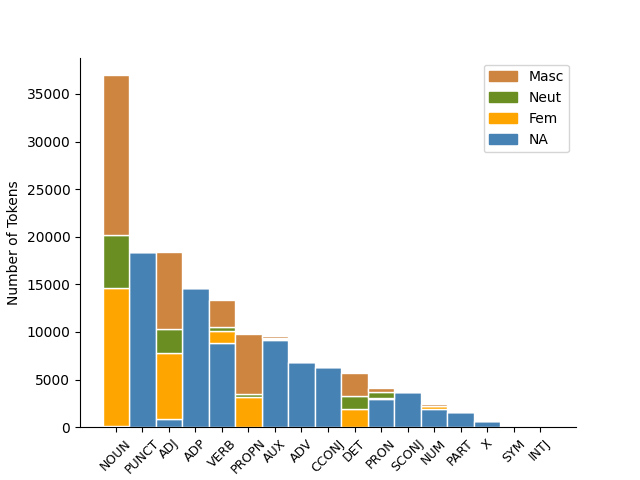 Number of Tokens
35000
30000
25000
20000
15000
10000
5000
0
Masc
Neut
Fem
NA
NOUN
PUNCT
ADJ
ADP
VERB
PROPN
AUX
ADV
CCONJ
DET
PRON
SCONJ
NUM
PART
X
SYM
INTJ